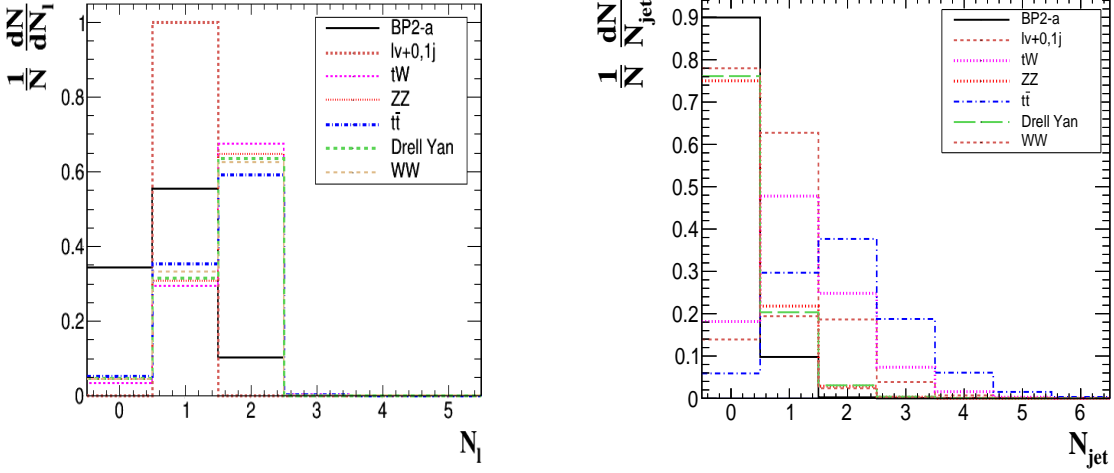 1/N dN/dN_l
BP2-a
lν+0,1j
tW
ZZ
tt̄
Drell Yan
WW
1
0.8
0.6
0.4
0.2
0
0 1 2 3 4 5
N_l
1/N dN/N_jet
BP2-a
lν+0,1j
tW
ZZ
tt̄
Drell Yan
WW
0.9
0.8
0.7
0.6
0.5
0.4
0.3
0.2
0.1
0
0 1 2 3 4 5 6
N_jet